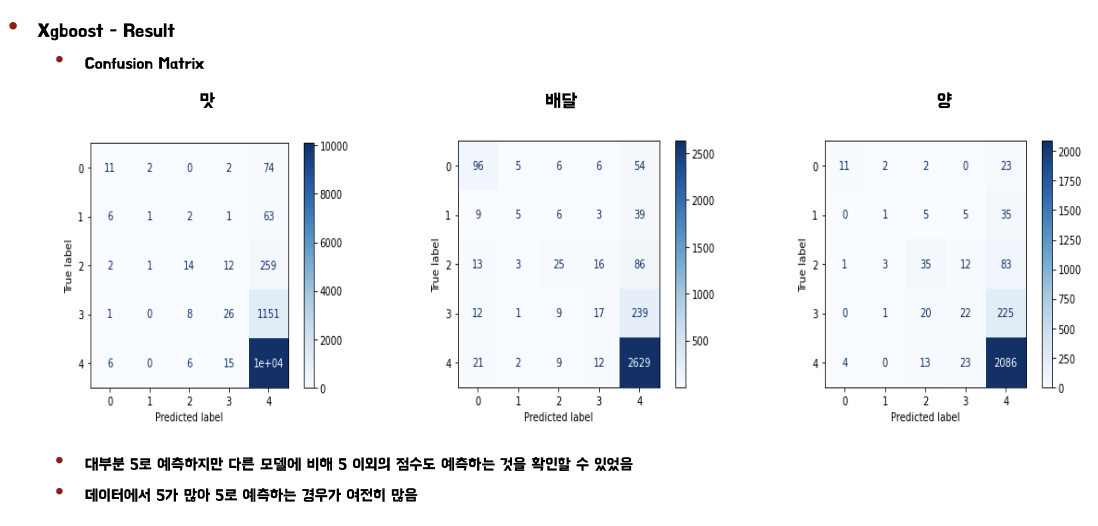 Xgboost - Result
Confusion Matrix
맛
배달
양
True label
0 11 2 0 2 74
1 6 1 2 1 63
2 2 1 14 12 259
3 1 0 8 26 1151
4 6 0 6 15 1e+04
0 1 2 3 4
Predicted label
10000
8000
6000
4000
2000
0
True label
0 96 5 6 6 54
1 9 5 6 3 39
2 13 3 25 16 86
3 12 1 9 17 239
4 21 2 9 12 2629
0 1 2 3 4
Predicted label
2500
2000
1500
1000
500
True label
0 11 2 2 0 23
1 0 1 5 5 35
2 1 3 35 12 83
3 0 1 20 22 225
4 4 0 13 23 2086
0 1 2 3 4
Predicted label
2000
1750
1500
1250
1000
750
500
250
0
대부분 5로 예측하지만 다른 모델에 비해 5 이외의 점수도 예측하는 것을 확인할 수 있었음
데이터에서 5가 많아 5로 예측하는 경우가 여전히 많음